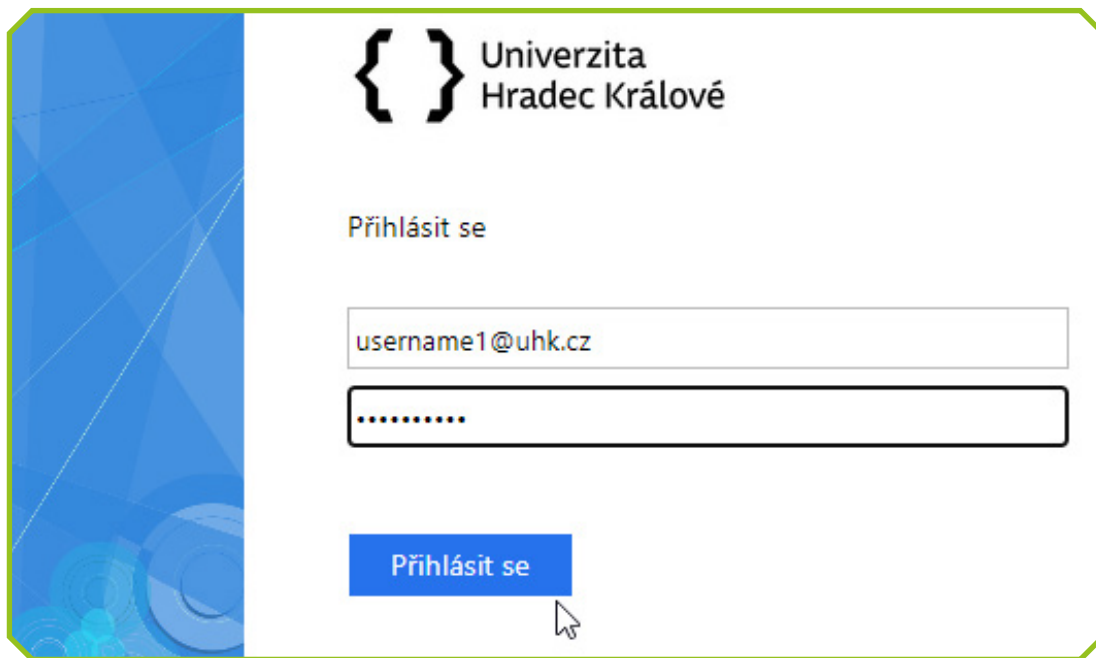 Univerzita
Hradec Králové
Přihlásit se
username1@uhk.cz
••••••••••
Přihlásit se